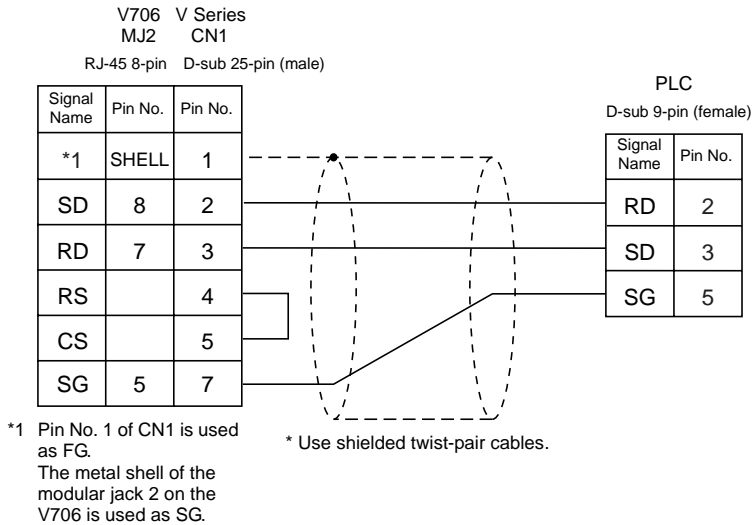 V706 V Series
MJ2 CN1
RJ-45 8-pin D-sub 25-pin (male)
PLC
D-sub 9-pin (female)
Signal Name Pin No. Pin No.
*1 SHELL 1
SD 8 2
RD 7 3
RS 4
CS 5
SG 5 7
Signal Name Pin No.
RD 2
SD 3
SG 5
*1 Pin No. 1 of CN1 is used
as FG.
The metal shell of the
modular jack 2 on the
V706 is used as SG.
* Use shielded twist-pair cables.